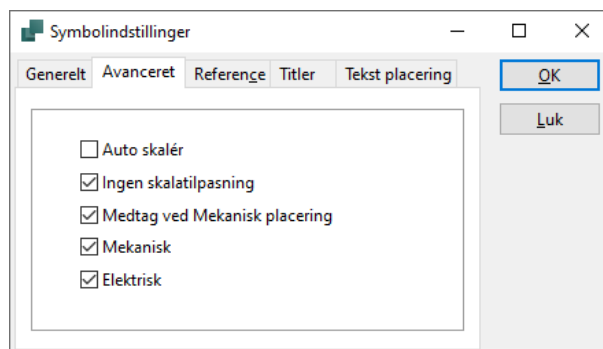 Symbolindstillinger
Generelt Avanceret Reference Titler Tekst placering
OK
Luk
Auto skalér
Ingen skalatilpasning
Medtag ved Mekanisk placering
Mekanisk
Elektrisk